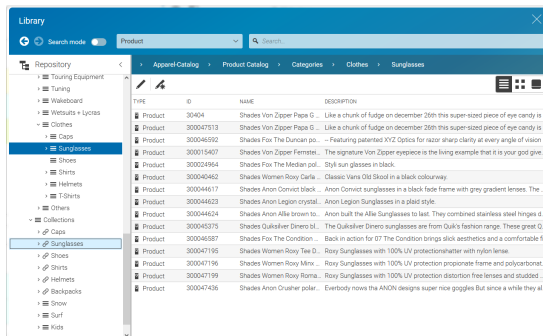 Library
Search mode
Product
Search...
Repository
Apparel-Catalog > Product Catalog > Categories > Clothes > Sunglasses
Touring Equipment
Tuning
Wakeboard
Wetsuits + Lycras
Clothes
Caps
Sunglasses
Shoes
Shirts
Helmets
T-Shirts
Others
Collections
Caps
Sunglasses
Shoes
Shirts
Helmets
Backpacks
Snow
Surf
Kids
TYPE ID NAME DESCRIPTION
Product 30404 Shades Von Zipper Papa G ... Like a chunk of fudge on december 26th this super-sized piece of eye candy is
Product 300047513 Shades Von Zipper Papa G ... Like a chunk of fudge on december 26th this super-sized piece of eye candy is
Product 300046592 Shades Fox The Duncan po... – Featuring patented XYZ Optics for razor sharp clarity at every angle of vision
Product 300015407 Shades Von Zipper Fernstei... The signature Von Zipper eyepiece is the living example that it is your god give.
Product 300024964 Shades Fox The Median pol... Styli sun glasses in black.
Product 300040462 Shades Women Roxy Carla ... Classic Vans Old Skool in a black colourway.
Product 300044617 Shades Anon Convict black ... Anon Convict sunglasses in a black fade frame with grey gradient lenses. The ..
Product 300044623 Shades Anon Legion crystal... Anon Legion Sunglasses in a plaid style.
Product 300044624 Shades Anon Allie brown to... Anon built the Allie Sunglasses to last. They combined stainless steel hinges d.
Product 300045375 Shades Quiksilver Dinero bl... The Quiksilver Dinero sunglasses are from Quik's fashion range. These great Q.
Product 300046587 Shades Fox The Condition ... Back in action for 07 The Condition brings slick aesthetics and a comfortable f
Product 300047195 Shades Women Roxy Tee D... Roxy Sunglasses with 100% UV protectionshatter with nylon lense.
Product 300047196 Shades Women Roxy Minx ... Roxy Sunglasses with 100% UV protection propionate frame and polycarbonat.
Product 300047199 Shades Women Roxy Roma... Roxy Sunglasses with 100% UV protection distortion free lenses and studded ..
Product 300047436 Shades Anon Crusher polar... Everbody nows tha ANON designs super nice goggles But since a while they al